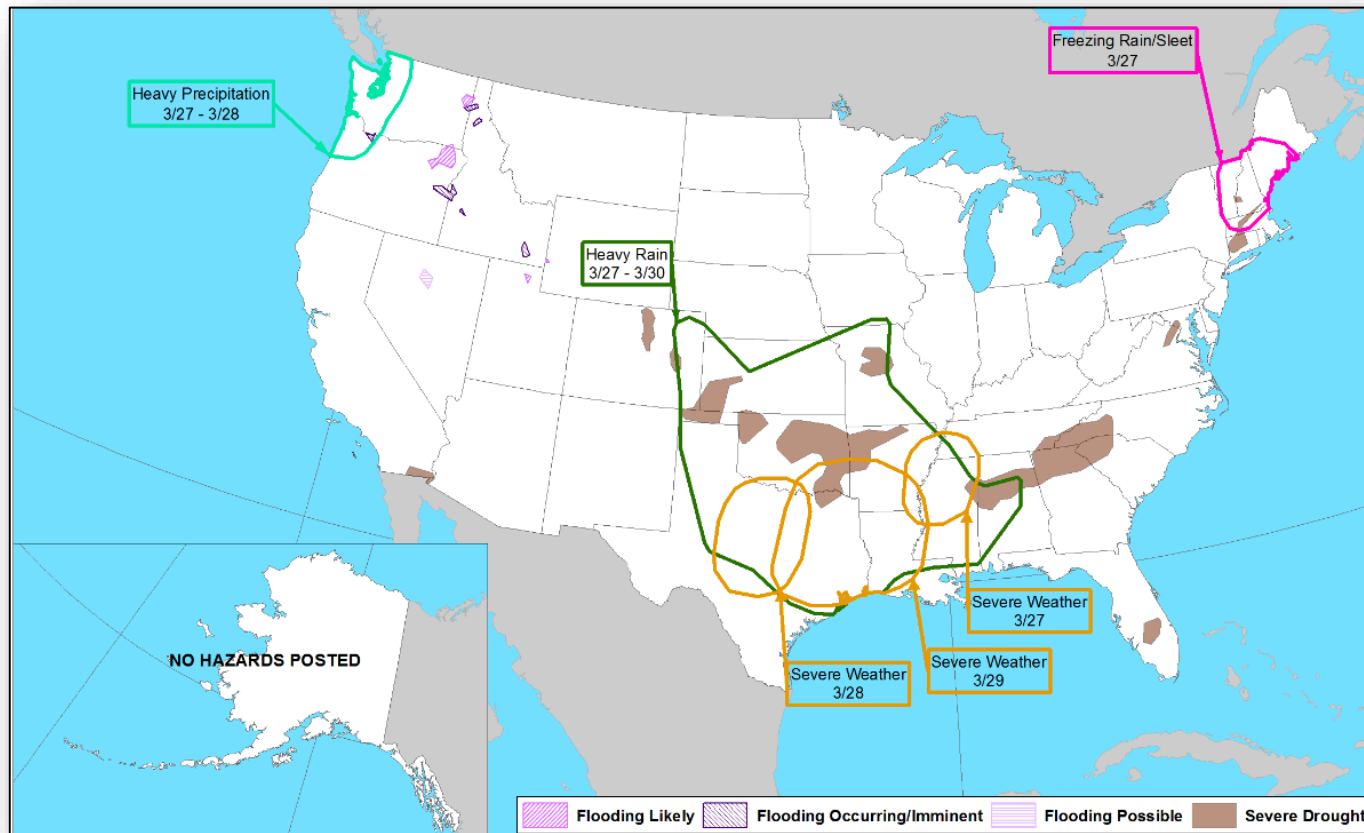 Freezing Rain/Sleet
3/27
Heavy Precipitation
3/27 - 3/28
Heavy Rain
3/27 - 3/30
Severe Weather
3/27
Severe Weather
3/29
Severe Weather
3/28
NO HAZARDS POSTED
Flooding Likely
Flooding Occurring/Imminent
Flooding Possible
Severe Drought